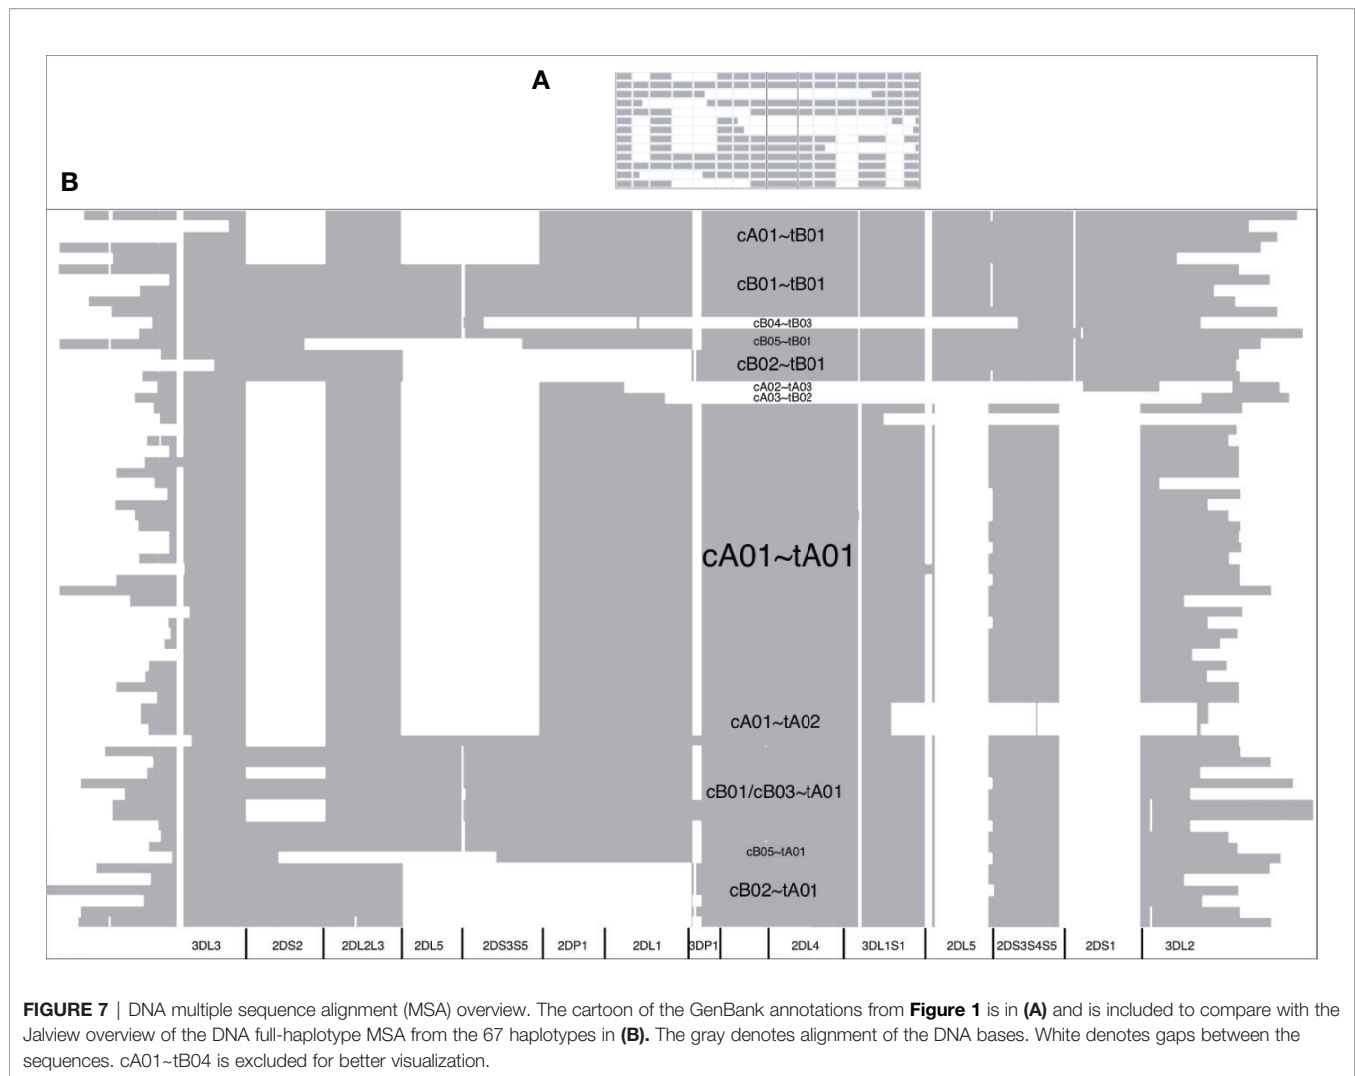 A
B
cA01~tB01
cB01~tB01
cB04~tB03
cB05~tB01
cB02~tB01
cA02~tA03
cA03~tB02
cA01~tA01
cA01~tA02
cB01/cB03~tA01
cB05~tA01
cB02~tA01
3DL3 2DS2 2DL2L3 2DL5 2DS3S5 2DP1 2DL1 3DP1 2DL4 3DL1S1 2DL5 2DS3S4S5 2DS1 3DL2
FIGURE 7 | DNA multiple sequence alignment (MSA) overview. The cartoon of the GenBank annotations from Figure 1 is in (A) and is included to compare with the
Jalview overview of the DNA full-haplotype MSA from the 67 haplotypes in (B). The gray denotes alignment of the DNA bases. White denotes gaps between the
sequences. cA01~tB04 is excluded for better visualization.